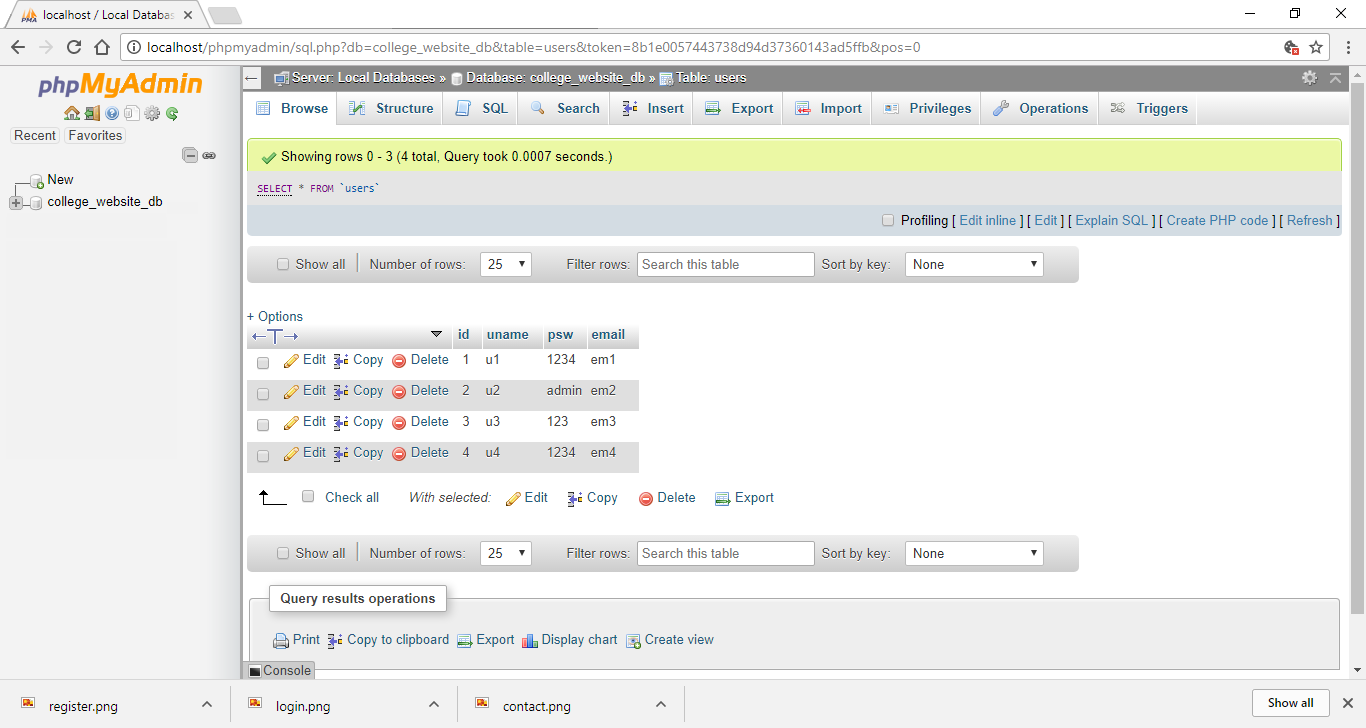 localhost / Local Databas
localhost/phpmyadmin/sql.php?db=college_website_db&table=users&token=8b1e0057443738d94d37360143ad5ffb&pos=0
phpMyAdmin
Recent Favorites
New
college_website_db
Server: Local Databases » Database: college_website_db » Table: users
Browse Structure SQL Search Insert Export Import Privileges Operations Triggers
Showing rows 0 - 3 (4 total, Query took 0.0007 seconds.)
SELECT * FROM `users`
Profiling [ Edit inline ] [ Edit ] [ Explain SQL ] [ Create PHP code ] [ Refresh ]
Show all Number of rows: 25 Filter rows: Search this table Sort by key: None
+ Options
id uname psw email
Edit Copy Delete 1 u1 1234 em1
Edit Copy Delete 2 u2 admin em2
Edit Copy Delete 3 u3 123 em3
Edit Copy Delete 4 u4 1234 em4
Check all With selected: Edit Copy Delete Export
Show all Number of rows: 25 Filter rows: Search this table Sort by key: None
Query results operations
Print Copy to clipboard Export Display chart Create view
Console
register.png login.png contact.png Show all